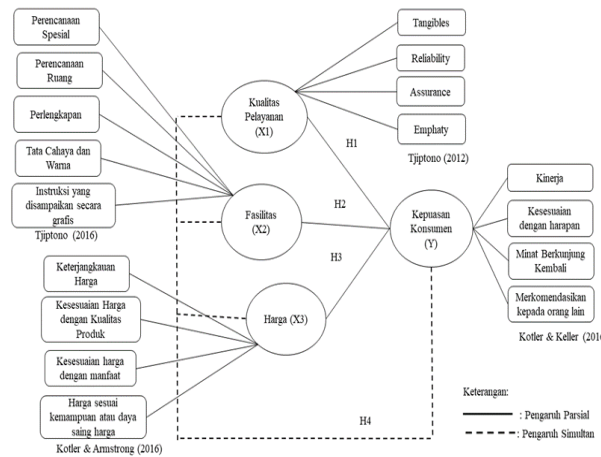 Perencanaan
Spesial
Perencanaan
Ruang
Perlengkapan
Tata Cahaya dan
Warna
Instruksi yang
disampaikan secara
grafis
Tjiptono (2016)
Keterjangkauan
Harga
Kesesuaian Harga
dengan Kualitas
Produk
Kesesuaian harga
dengan manfaat
Harga sesuai
kemampuan atau daya
saing harga
Kotler & Armstrong (2016)
Kualitas
Pelayanan
(X1)
Fasilitas
(X2)
Harga (X3)
Tangibles
Reliability
Assurance
Emphaty
Tjiptono (2012)
H1
H2
H3
H4
Kepuasan
Konsumen
(Y)
Kinerja
Kesesuaian
dengan harapan
Minat Berkunjung
Kembali
Merkomendasikan
kepada orang lain
Kotler & Keller (2016
Keterangan:
: Pengaruh Parsial
: Pengaruh Simultan